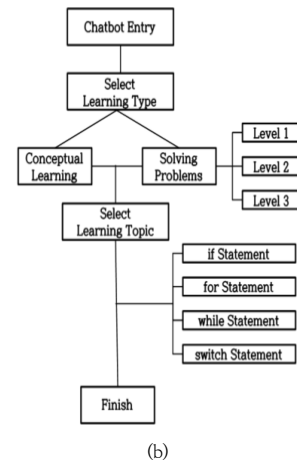 Chatbot Entry
Select
Learning Type
Conceptual
Learning
Solving
Problems
Level 1
Level 2
Level 3
Select
Learning Topic
if Statement
for Statement
while Statement
switch Statement
Finish
(b)